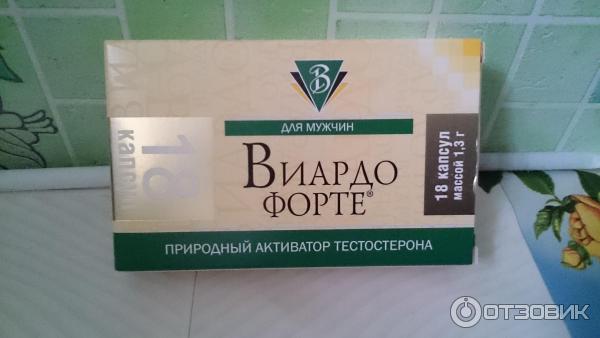 В
ДЛЯ МУЖЧИН
ВИАРДО
ФОРТЕ®
ПРИРОДНЫЙ АКТИВАТОР ТЕСТОСТЕРОНА
18 капсул
массой 1,3 г
18
капсул
ОТЗОВИК